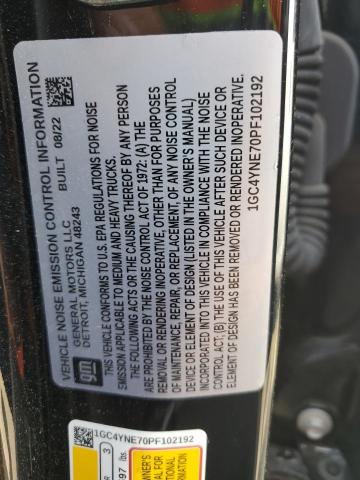 VEHICLE NOISE EMISSION CONTROL INFORMATION
GENERAL MOTORS LLC
DETROIT, MICHIGAN 48243
BUILT 08/22
gm
THIS VEHICLE CONFORMS TO U.S. EPA REGULATIONS FOR NOISE
EMISSION APPLICABLE TO MEDIUM AND HEAVY TRUCKS.
THE FOLLOWING ACTS OR THE CAUSING THEREOF BY ANY PERSON
ARE PROHIBITED BY THE NOISE CONTROL ACT OF 1972: (A) THE
REMOVAL OR RENDERING INOPERATIVE, OTHER THAN FOR PURPOSES
OF MAINTENANCE, REPAIR, OR REPLACEMENT, OF ANY NOISE CONTROL
DEVICE OR ELEMENT OF DESIGN (LISTED IN THE OWNER'S MANUAL)
INCORPORATED INTO THIS VEHICLE IN COMPLIANCE WITH THE NOISE
CONTROL ACT; (B) THE USE OF THIS VEHICLE AFTER SUCH DEVICE OR
ELEMENT OF DESIGN HAS BEEN REMOVED OR RENDERED INOPERATIVE.
1GC4YNE70PF102192
1GC4YNE70PF102192
3
97 lbs.
OWNER'S